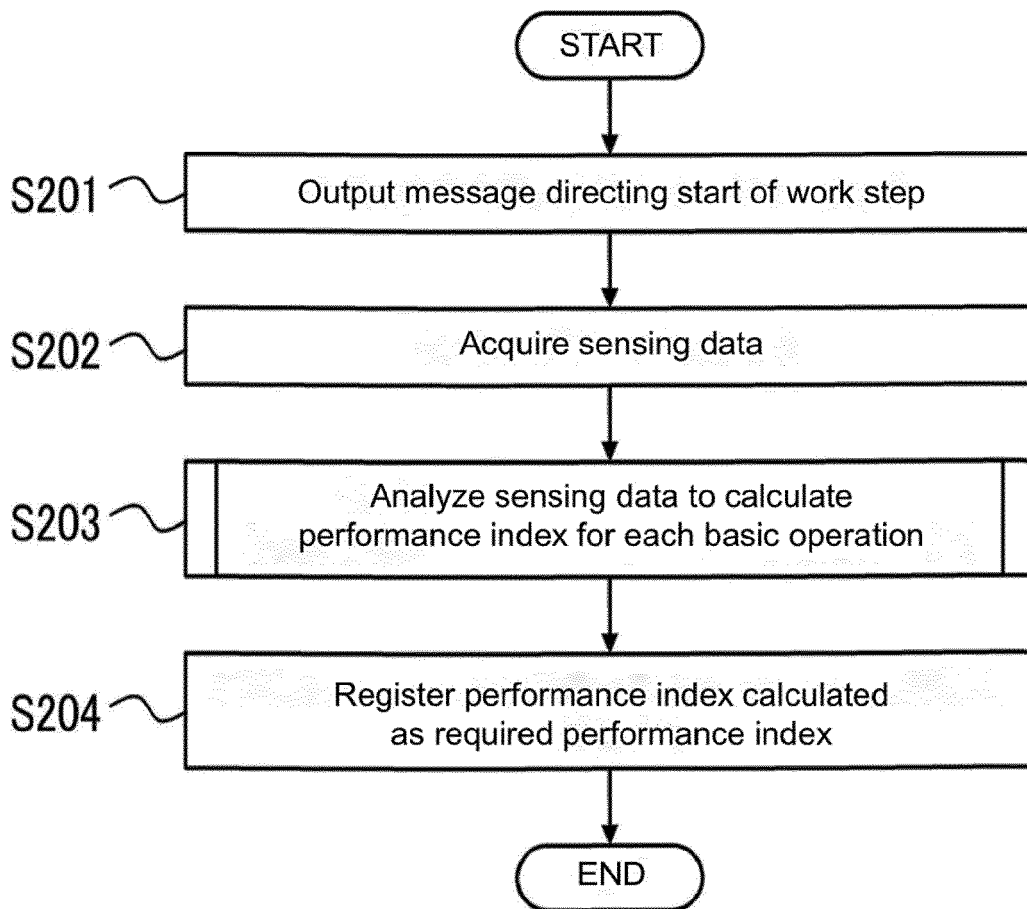 START
S201
Output message directing start of work step
S202
Acquire sensing data
S203
Analyze sensing data to calculate
performance index for each basic operation
S204
Register performance index calculated
as required performance index
END